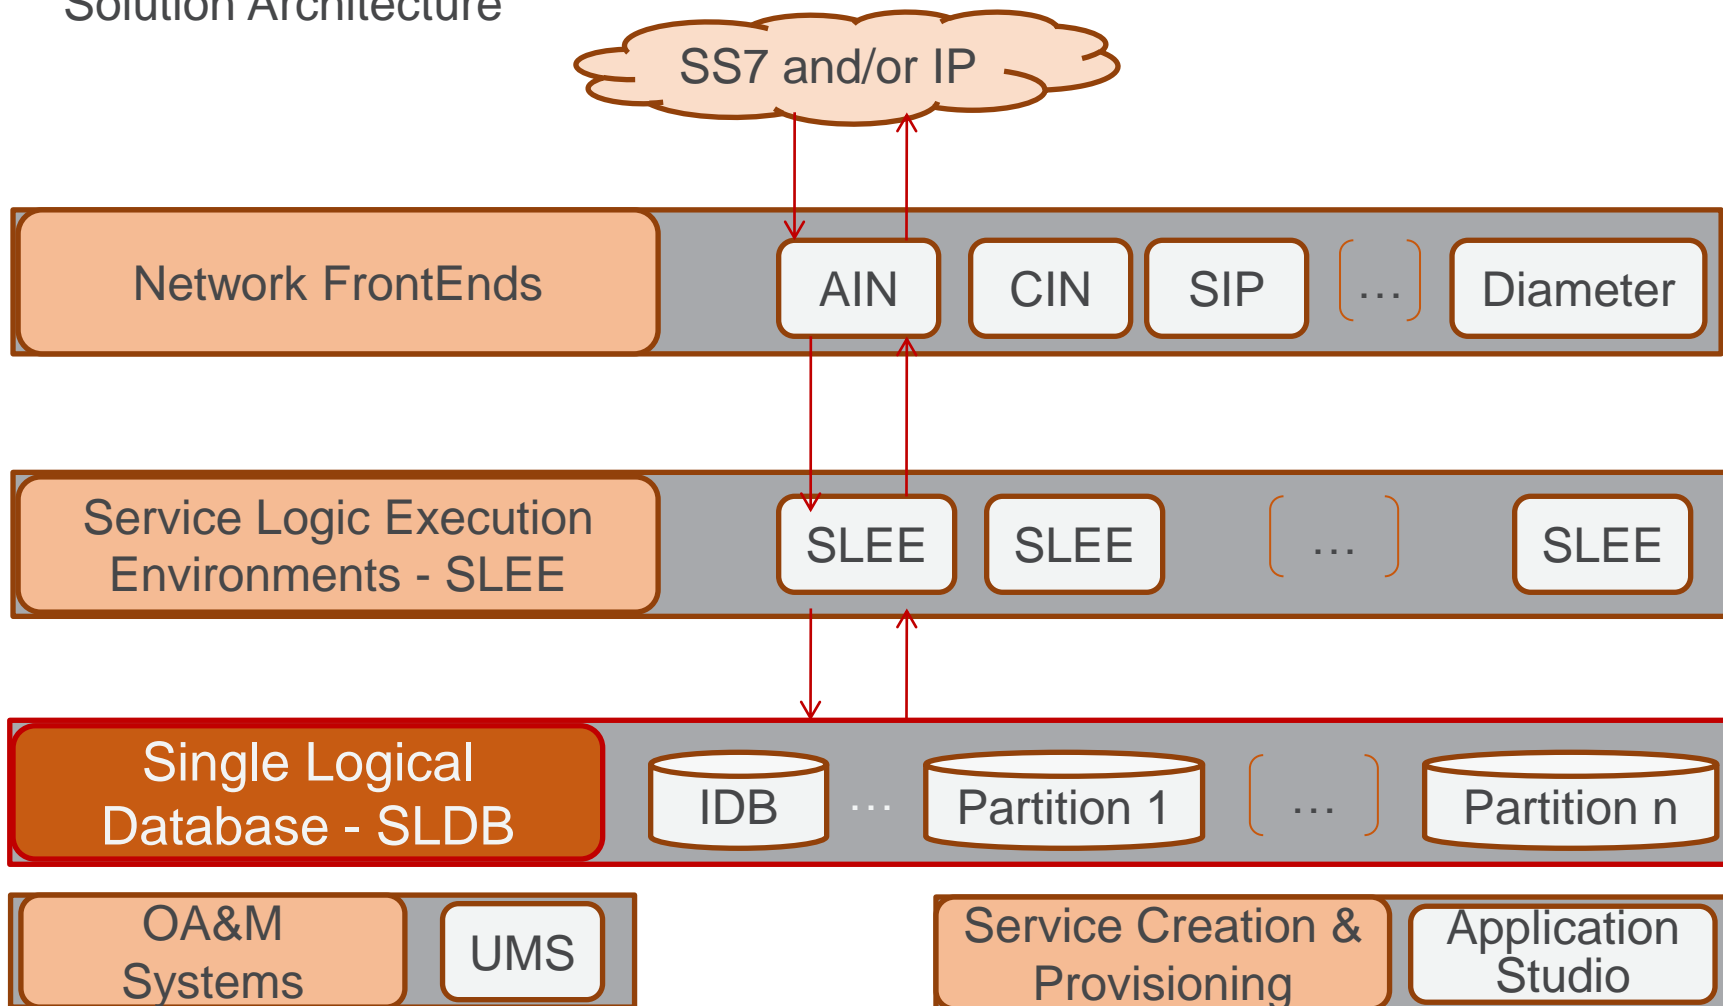 Solution Architecture
SS7 and/or IP
Network FrontEnds
AIN
CIN
SIP
...
Diameter
Service Logic Execution
Environments - SLEE
SLEE
SLEE
...
SLEE
Single Logical
Database - SLDB
IDB
...
Partition 1
...
Partition n
OA&M
Systems
UMS
Service Creation &
Provisioning
Application
Studio